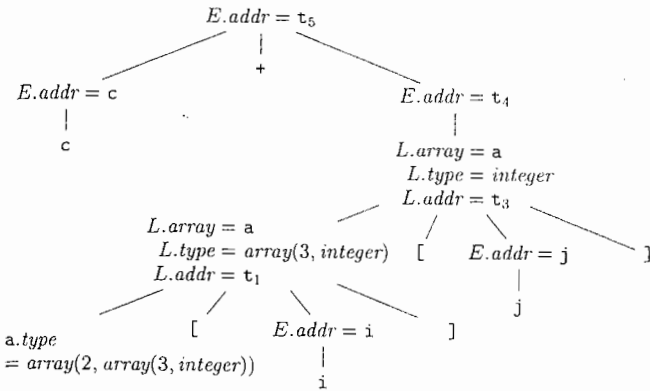 E.addr = t₅
+
E.addr = c
E.addr = t₄
c
L.array = a
L.type = integer
L.addr = t₃
L.array = a
L.type = array(3, integer)
[
E.addr = j
]
L.addr = t₁
j
a.type
[
E.addr = i
]
= array(2, array(3, integer))
i